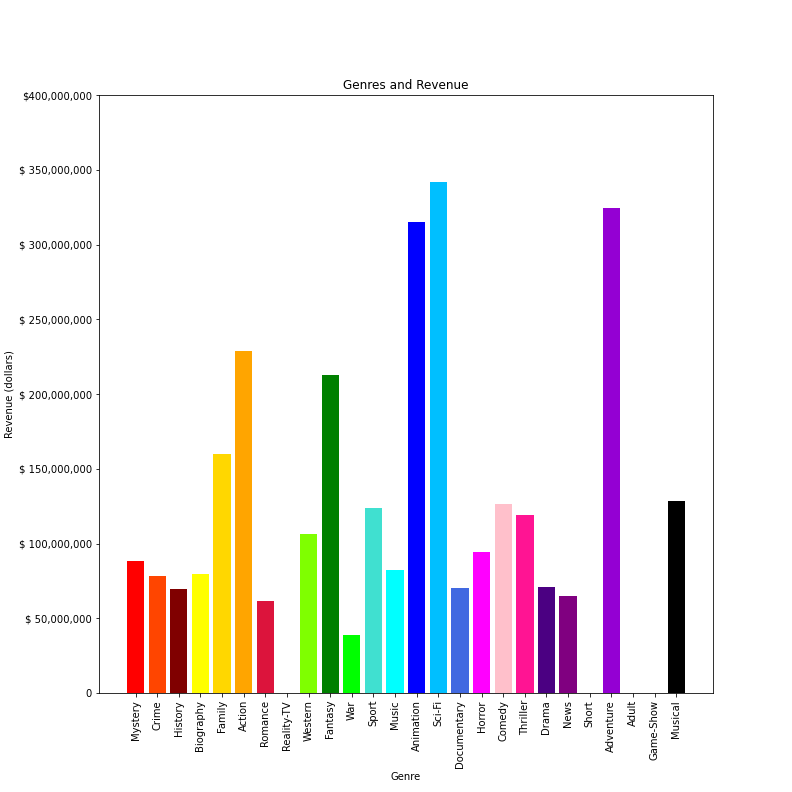 Genres and Revenue
$400,000,000
$ 350,000,000
$ 300,000,000
$ 250,000,000
$ 200,000,000
$ 150,000,000
$ 100,000,000
$ 50,000,000
0
Revenue (dollars)
Mystery
Crime
History
Biography
Family
Action
Romance
Reality-TV
Western
Fantasy
War
Sport
Music
Animation
Sci-Fi
Documentary
Horror
Comedy
Thriller
Drama
News
Short
Adventure
Adult
Game-Show
Musical
Genre